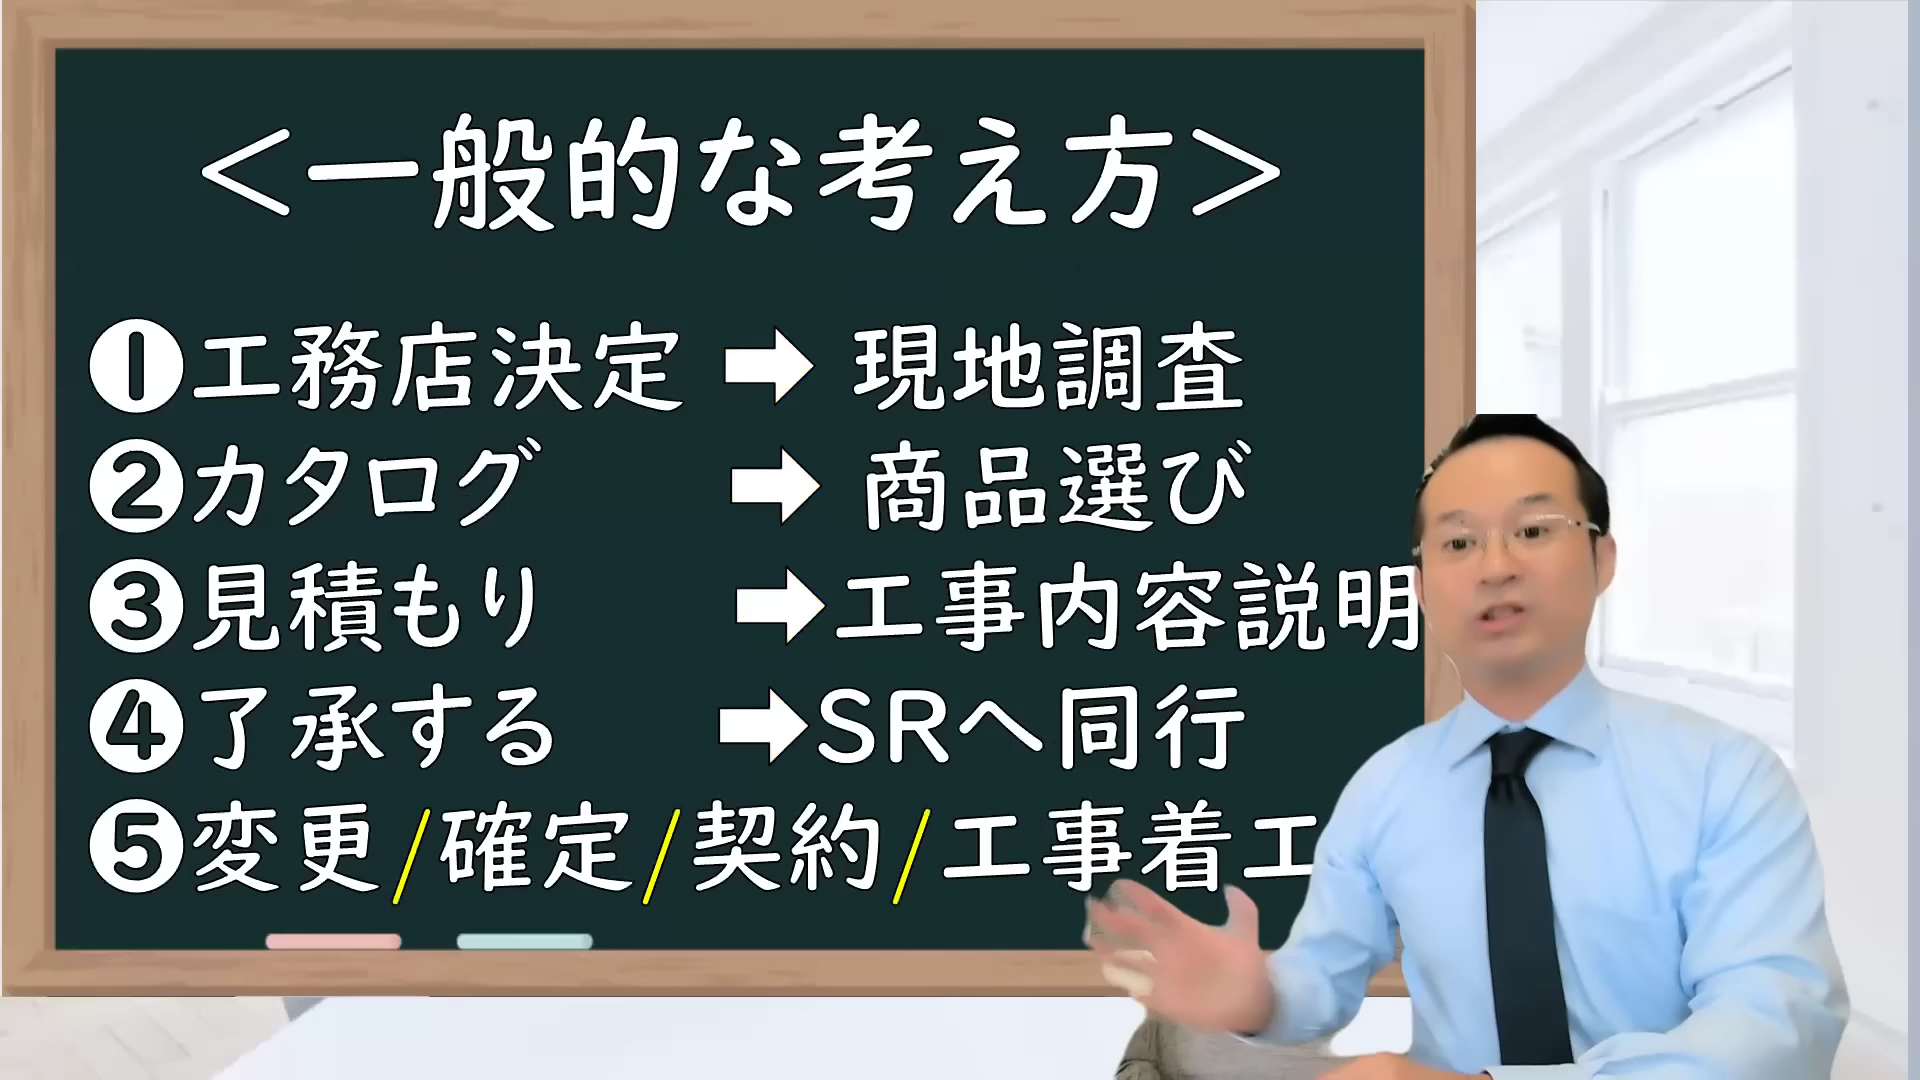 <一般的な考え方>
❶工務店決定 ➡ 現地調査
❷カタログ ➡ 商品選び
❸見積もり ➡工事内容説明
❹了承する ➡SRへ同行
❺変更/確定/契約/工事着工